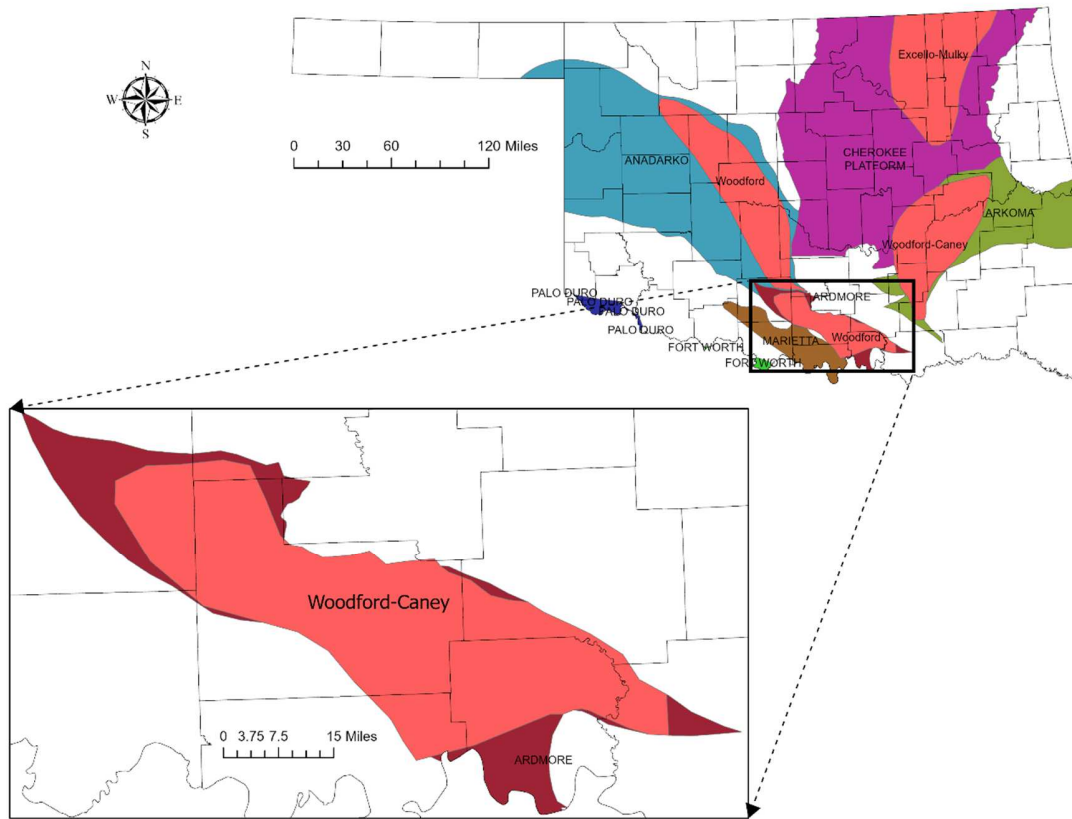 N
W E
S
0 30 60 120 Miles
Excello-Mulky
CHEROKEE
PLATFORM
ANADARKO
Woodford
ARKOMA
Woodford-Caney
PALO DURO
PALO DURO
PALO DURO
PALO DURO
ARDMORE
Woodford
MARIETTA
FORT WORTH
FORT WORTH
Woodford-Caney
0 3.75 7.5 15 Miles
ARDMORE